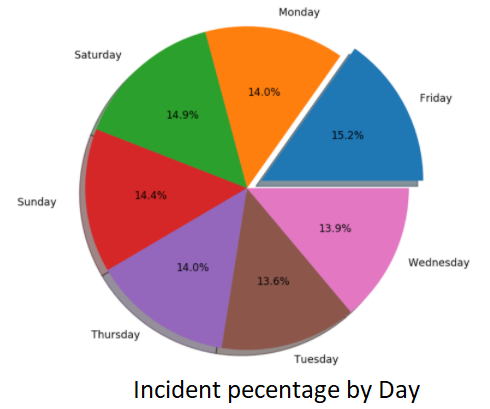 Monday
Saturday
Friday
14.0%
14.9%
15.2%
14.4%
Sunday
13.9%
14.0%
13.6%
Wednesday
Thursday
Tuesday
Incident pecentage by Day